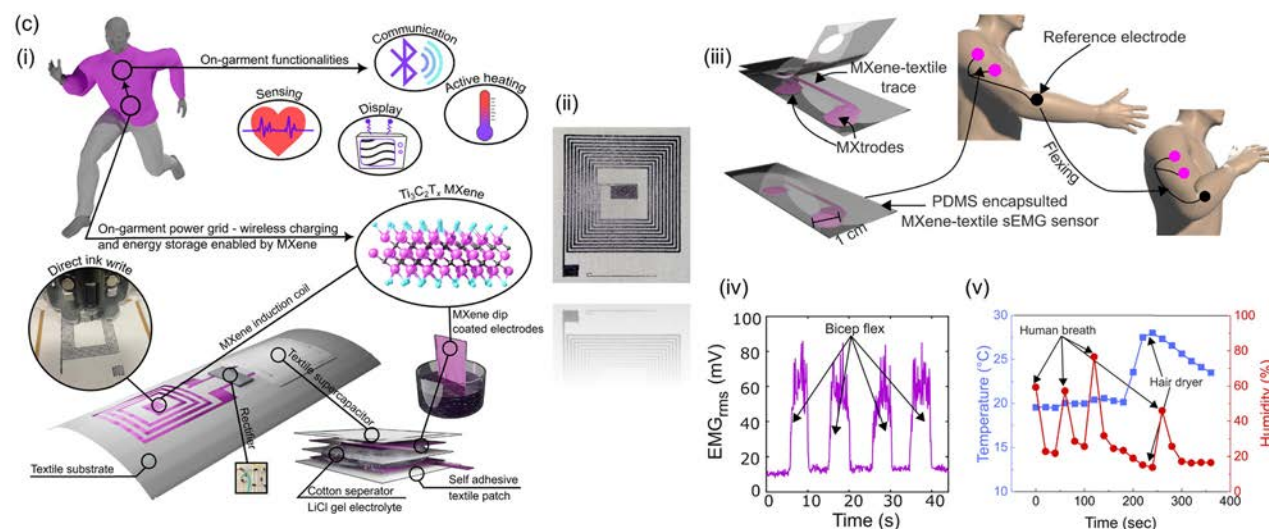 (c)
(i)
On-garment functionalities
Communication
Sensing
Display
Active heating
Ti₃C₂Tₓ MXene
On-garment power grid - wireless charging
and energy storage enabled by MXene
Direct ink write
MXene induction coil
MXene dip
coated electrodes
Textile supercapacitor
Rectifier
Textile substrate
Cotton seperator
LiCl gel electrolyte
Self adhesive
textile patch
(ii)
(iii)
MXene-textile
trace
MXtrodes
Reference electrode
Flexing
PDMS encapsulted
MXene-textile sEMG sensor
1 cm
(iv)
100
80
60
40
20
0
EMGrms (mV)
Bicep flex
0 10 20 30 40
Time (s)
(v)
30
25
20
15
10
Temperature (°C)
Human breath
Hair dryer
100
80
60
40
20
0
Humidity (%)
0 100 200 300 400
Time (sec)